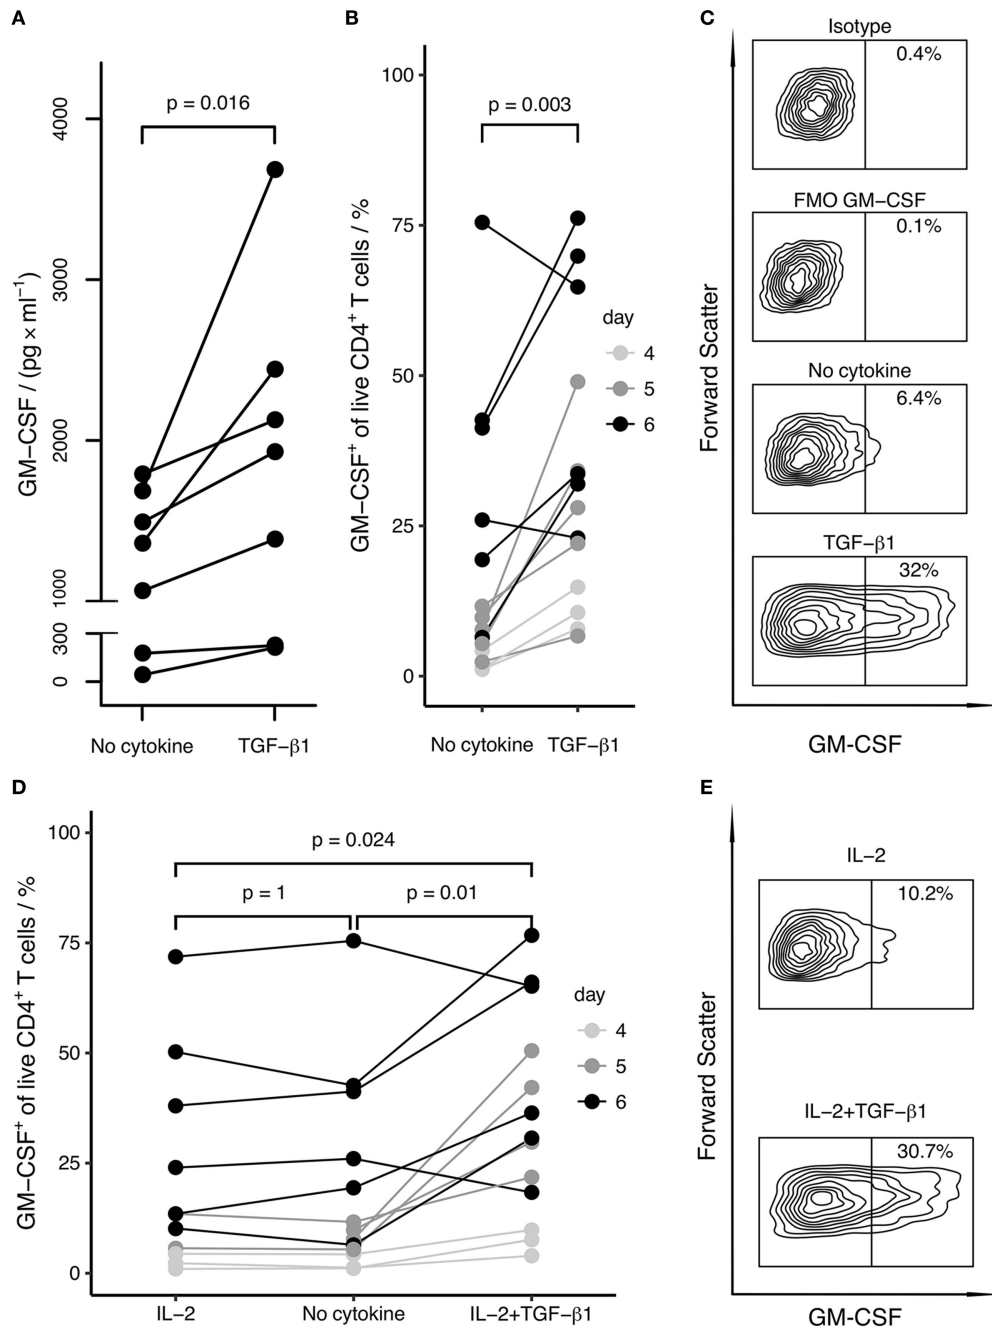 A
p = 0.016
GM−CSF / (pg × ml⁻¹)
4000
3000
2000
1000
300
0
No cytokine TGF−β1
B
p = 0.003
GM−CSF⁺ of live CD4⁺ T cells / %
100
75
50
25
0
day
4
5
6
No cytokine TGF−β1
C
Isotype
0.4%
FMO GM−CSF
0.1%
No cytokine
6.4%
TGF−β1
32%
Forward Scatter
GM-CSF
D
p = 0.024
p = 1 p = 0.01
GM−CSF⁺ of live CD4⁺ T cells / %
100
75
50
25
0
day
4
5
6
IL−2 No cytokine IL−2+TGF−β1
E
IL−2
10.2%
IL−2+TGF−β1
30.7%
Forward Scatter
GM-CSF